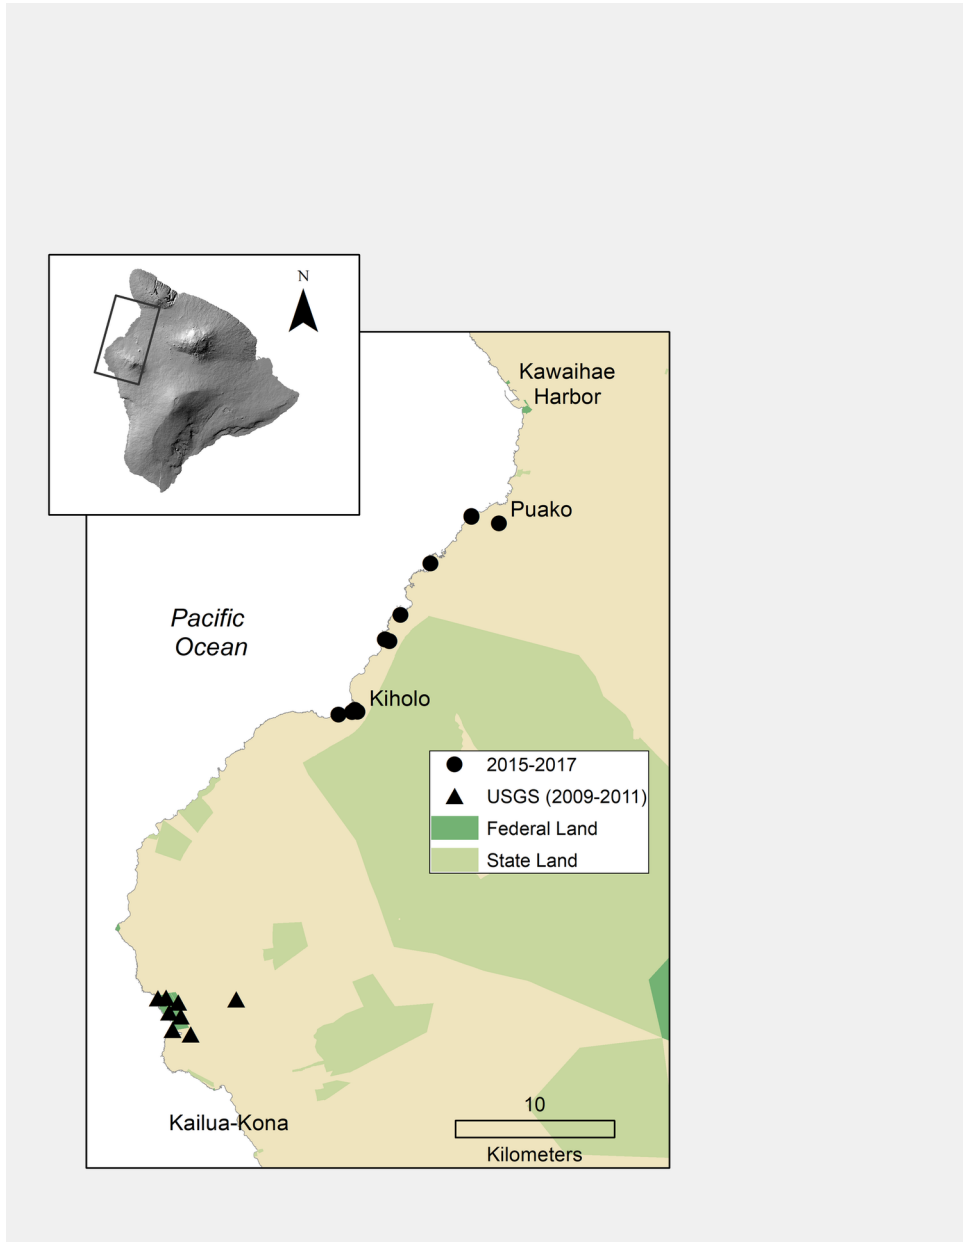 N
Kawaihae
Harbor
Puako
Pacific
Ocean
Kiholo
2015-2017
USGS (2009-2011)
Federal Land
State Land
10
Kailua-Kona
Kilometers